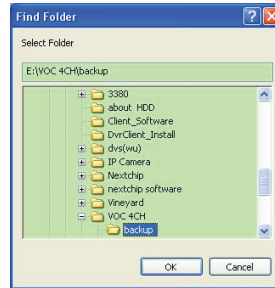 Find Folder
Select Folder
E:\VOC 4CH\backup
3380
about HDD
Client_Software
DvrClient_Install
dvs(wu)
IP Camera
Nextchip
nextchip software
Vineyard
VOC 4CH
backup
OK
Cancel